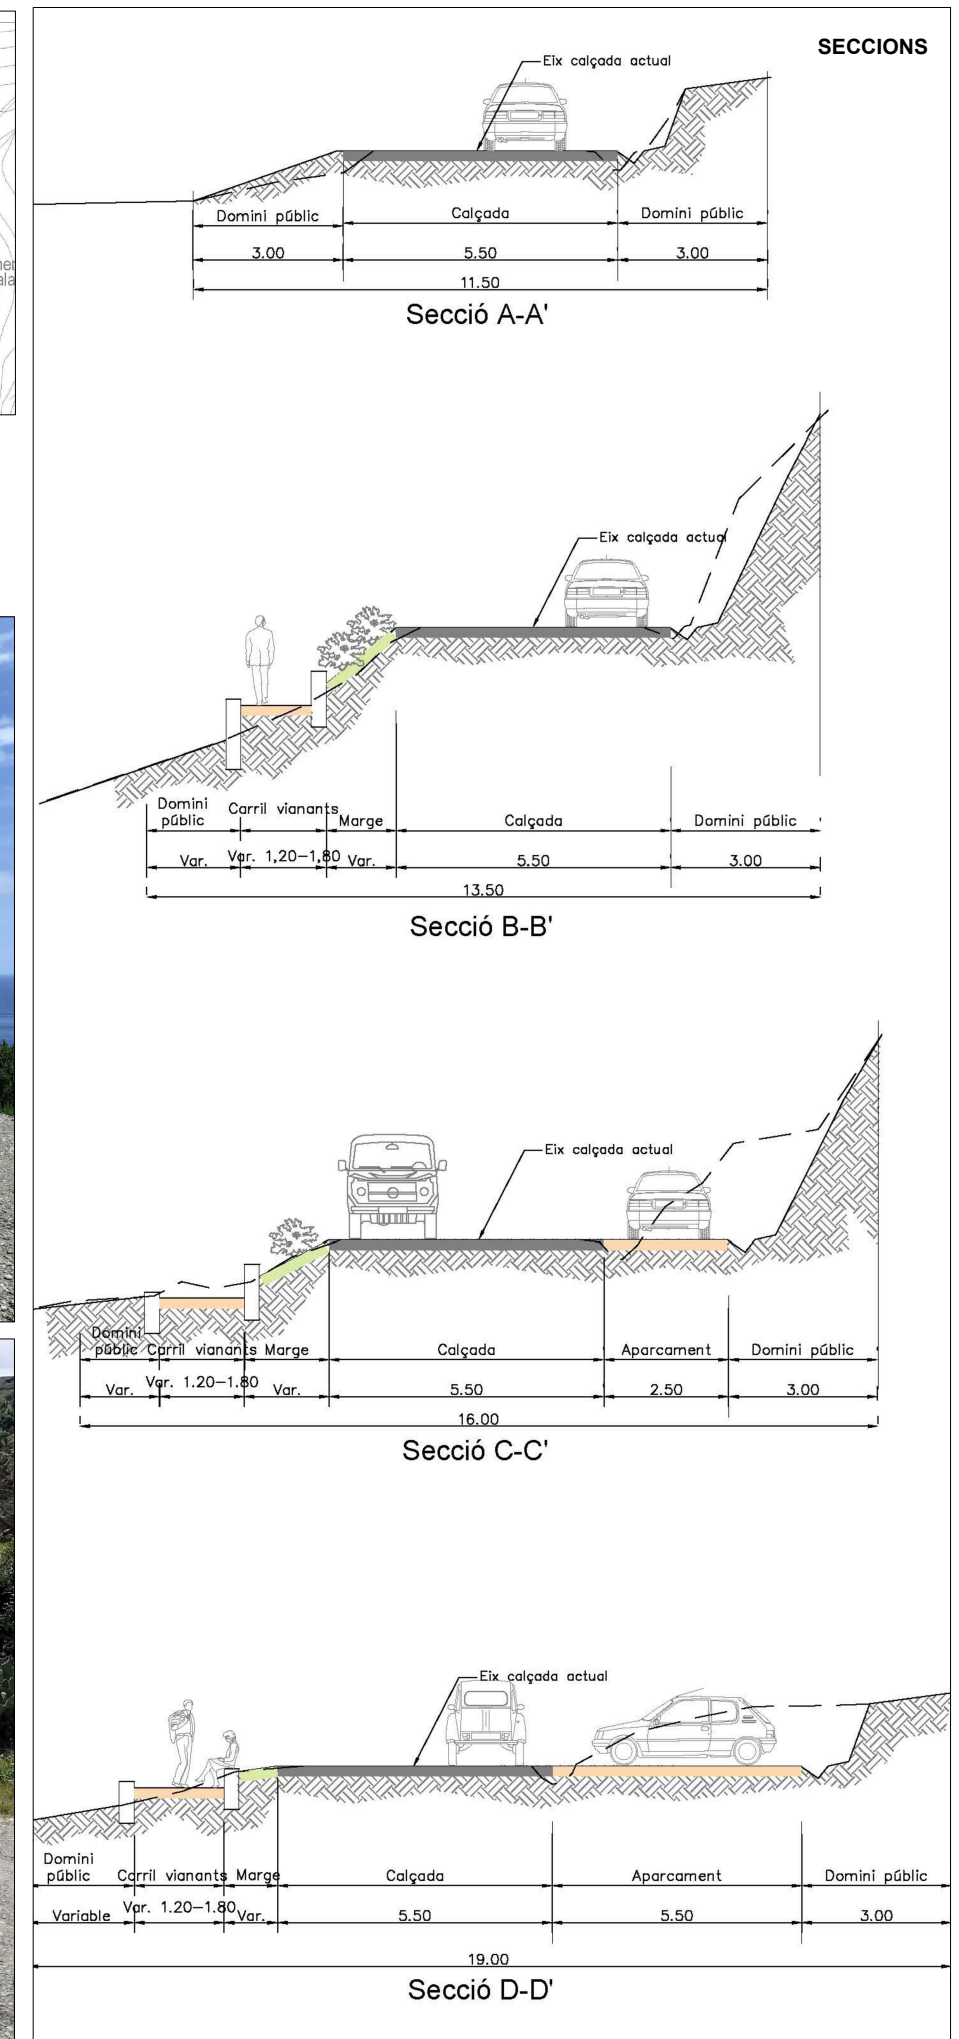 SECCIONS
Eix calçada actual
Domini públic Calçada Domini públic
3.00 5.50 3.00
11.50
Secció A-A'
Eix calçada actual
Domini
públic Carril vianants Marge Calçada Domini públic
Var. Var. 1,20-1,80 Var. 5.50 3.00
13.50
Secció B-B'
Eix calçada actual
Domini
públic Carril vianants Marge Calçada Aparcament Domini públic
Var. Var. 1.20-1.80 Var. 5.50 2.50 3.00
16.00
Secció C-C'
Eix calçada actual
Domini
públic Carril vianants Marge Calçada Aparcament Domini públic
Variable Var. 1.20-1.80 Var. 5.50 5.50 3.00
19.00
Secció D-D'